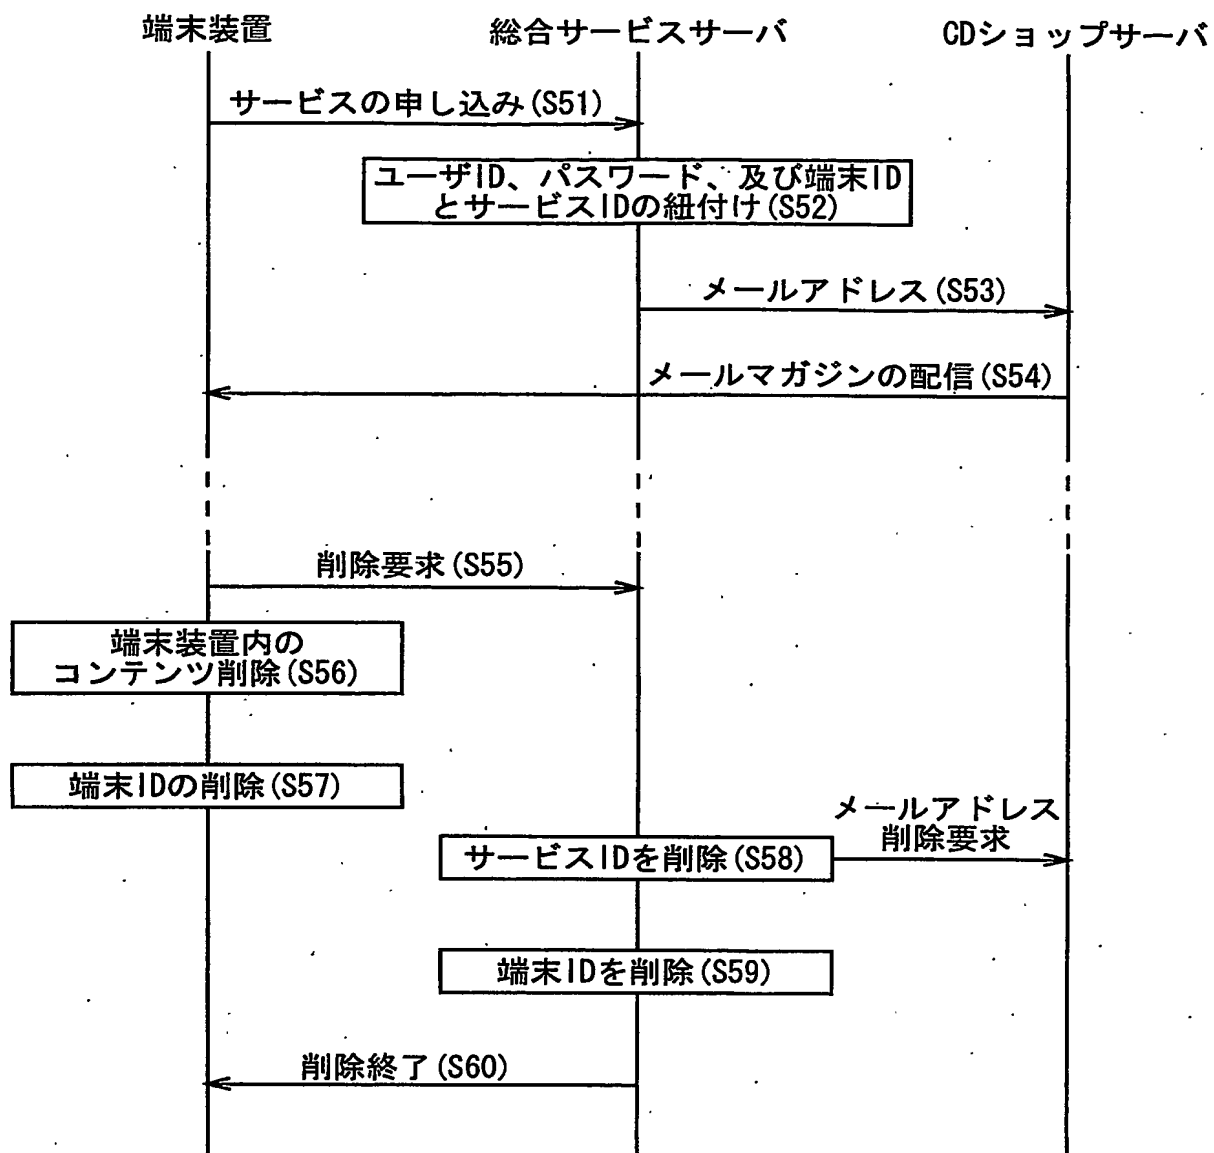 端末装置
総合サービスサーバ
CDショップサーバ
サービスの申し込み(S51)
ユーザID、パスワード、及び端末ID
とサービスIDの紐付け(S52)
メールアドレス(S53)
メールマガジンの配信(S54)
削除要求(S55)
端末装置内の
コンテンツ削除(S56)
端末IDの削除(S57)
メールアドレス
削除要求
サービスIDを削除(S58)
端末IDを削除(S59)
削除終了(S60)